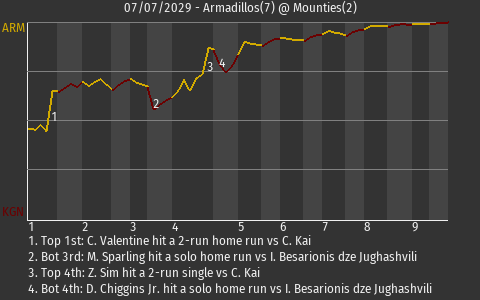 07/07/2029 - Armadillos(7) @ Mounties(2)
ARM
1
2
3
4
KGN
1 2 3 4 5 6 7 8 9
1. Top 1st: C. Valentine hit a 2-run home run vs C. Kai
2. Bot 3rd: M. Sparling hit a solo home run vs I. Besarionis dze Jughashvili
3. Top 4th: Z. Sim hit a 2-run single vs C. Kai
4. Bot 4th: D. Chiggins Jr. hit a solo home run vs I. Besarionis dze Jughashvili